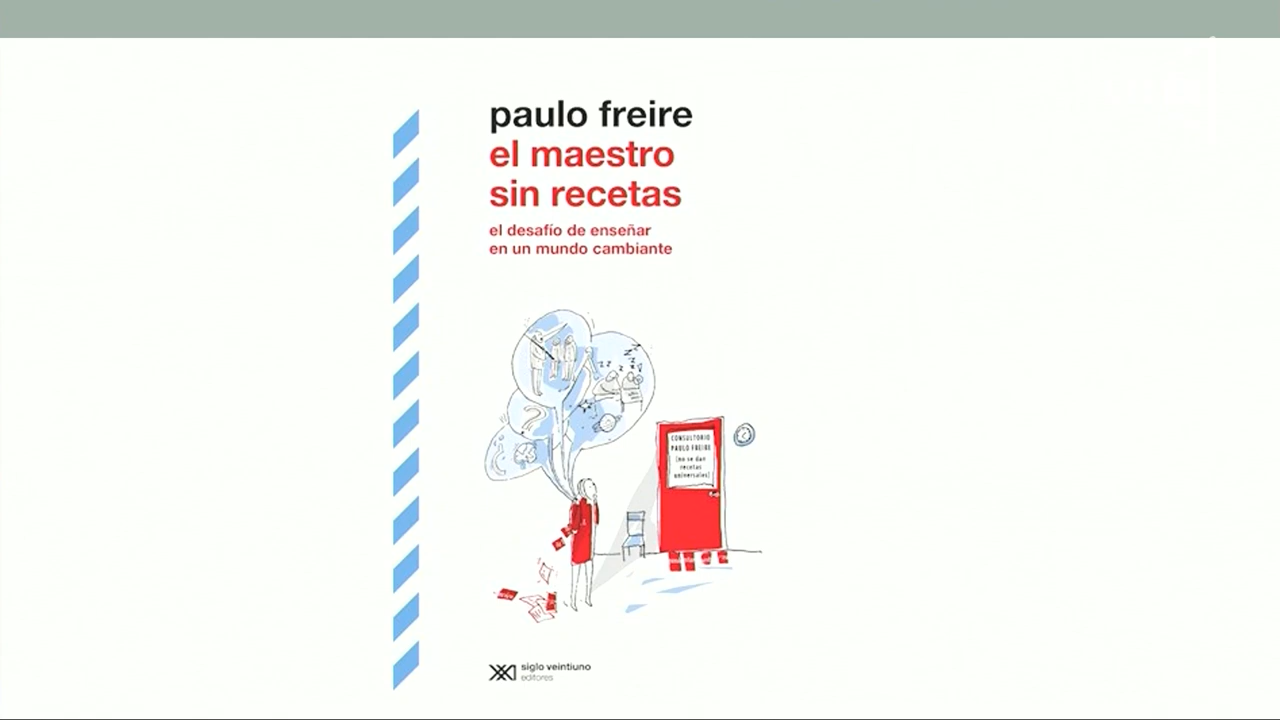 paulo freire
el maestro
sin recetas
el desafío de enseñar
en un mundo cambiante
CONSULTORIO
PAULO FREIRE
(no se dan
recetas
universales)
siglo veintiuno
editores